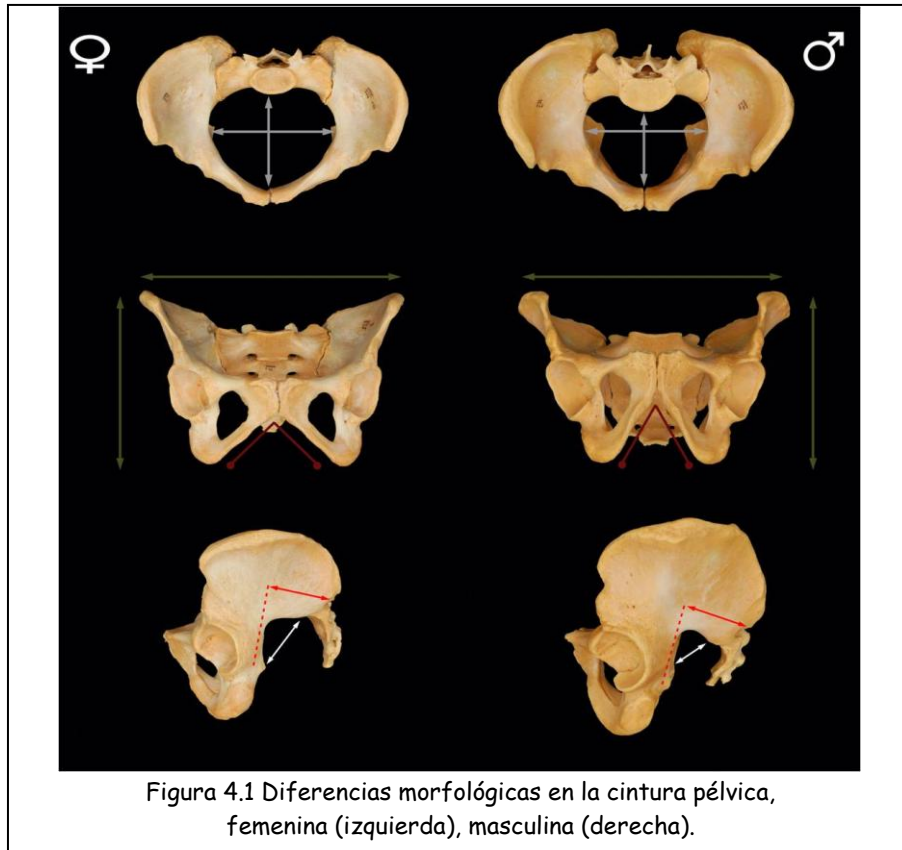 ♀ ♂
Figura 4.1 Diferencias morfológicas en la cintura pélvica,
femenina (izquierda), masculina (derecha).